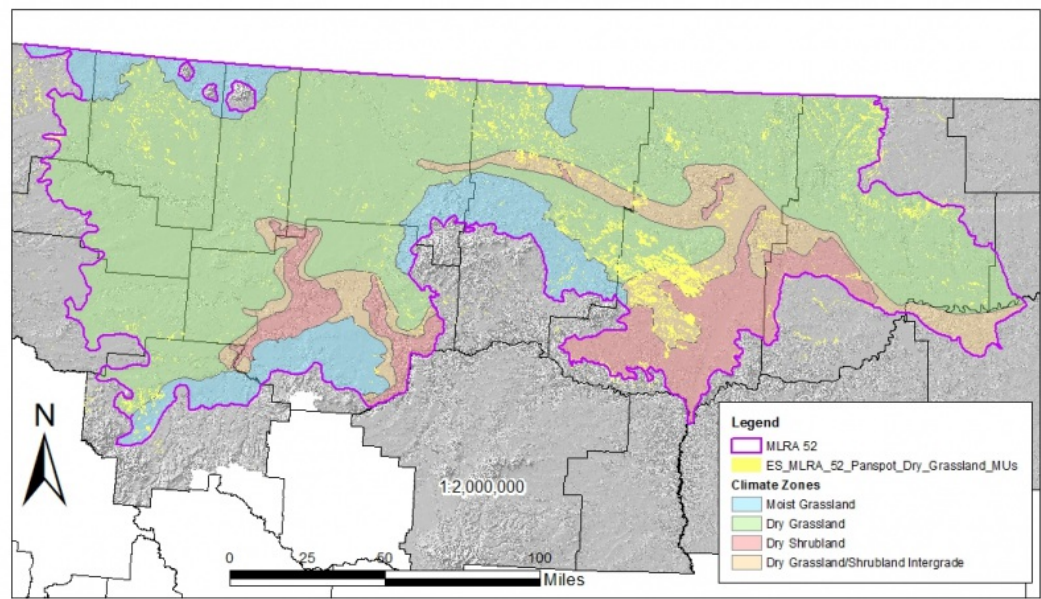 N
1:2,000,000
0 25 50 100
Miles
Legend
MLRA 52
ES_MLRA_52_Panspot_Dry_Grassland_MUs
Climate Zones
Moist Grassland
Dry Grassland
Dry Shrubland
Dry Grassland/Shrubland Intergrade